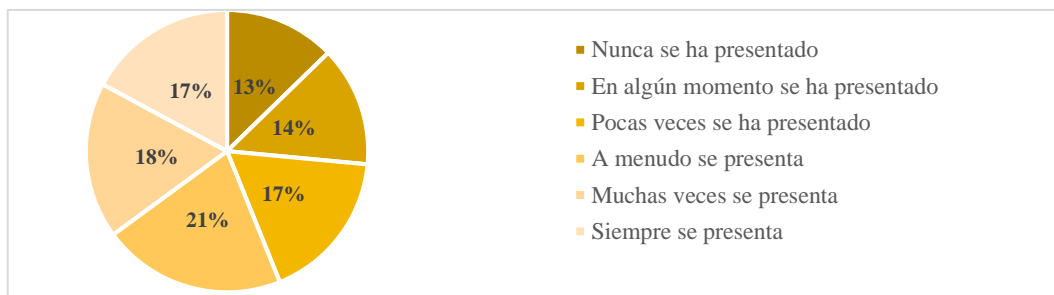 13%
14%
17%
21%
18%
17%
Nunca se ha presentado
En algún momento se ha presentado
Pocas veces se ha presentado
A menudo se presenta
Muchas veces se presenta
Siempre se presenta